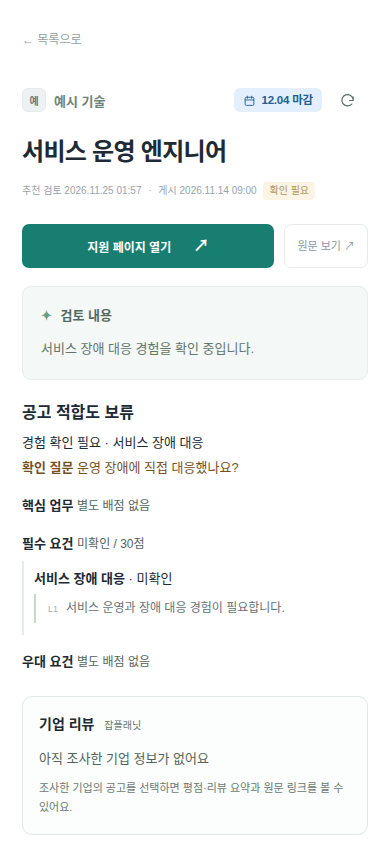 ← 목록으로
예 예시 기술 12.04 마감
서비스 운영 엔지니어
추천 검토 2026.11.25 01:57 · 게시 2026.11.14 09:00 확인 필요
지원 페이지 열기 ↗ 원문 보기 ↗
✦ 검토 내용
서비스 장애 대응 경험을 확인 중입니다.
공고 적합도 보류
경험 확인 필요 · 서비스 장애 대응
확인 질문 운영 장애에 직접 대응했나요?
핵심 업무 별도 배점 없음
필수 요건 미확인 / 30점
서비스 장애 대응 · 미확인
L1 서비스 운영과 장애 대응 경험이 필요합니다.
우대 요건 별도 배점 없음
기업 리뷰 잡플래닛
아직 조사한 기업 정보가 없어요
조사한 기업의 공고를 선택하면 평점·리뷰 요약과 원문 링크를 볼 수
있어요.